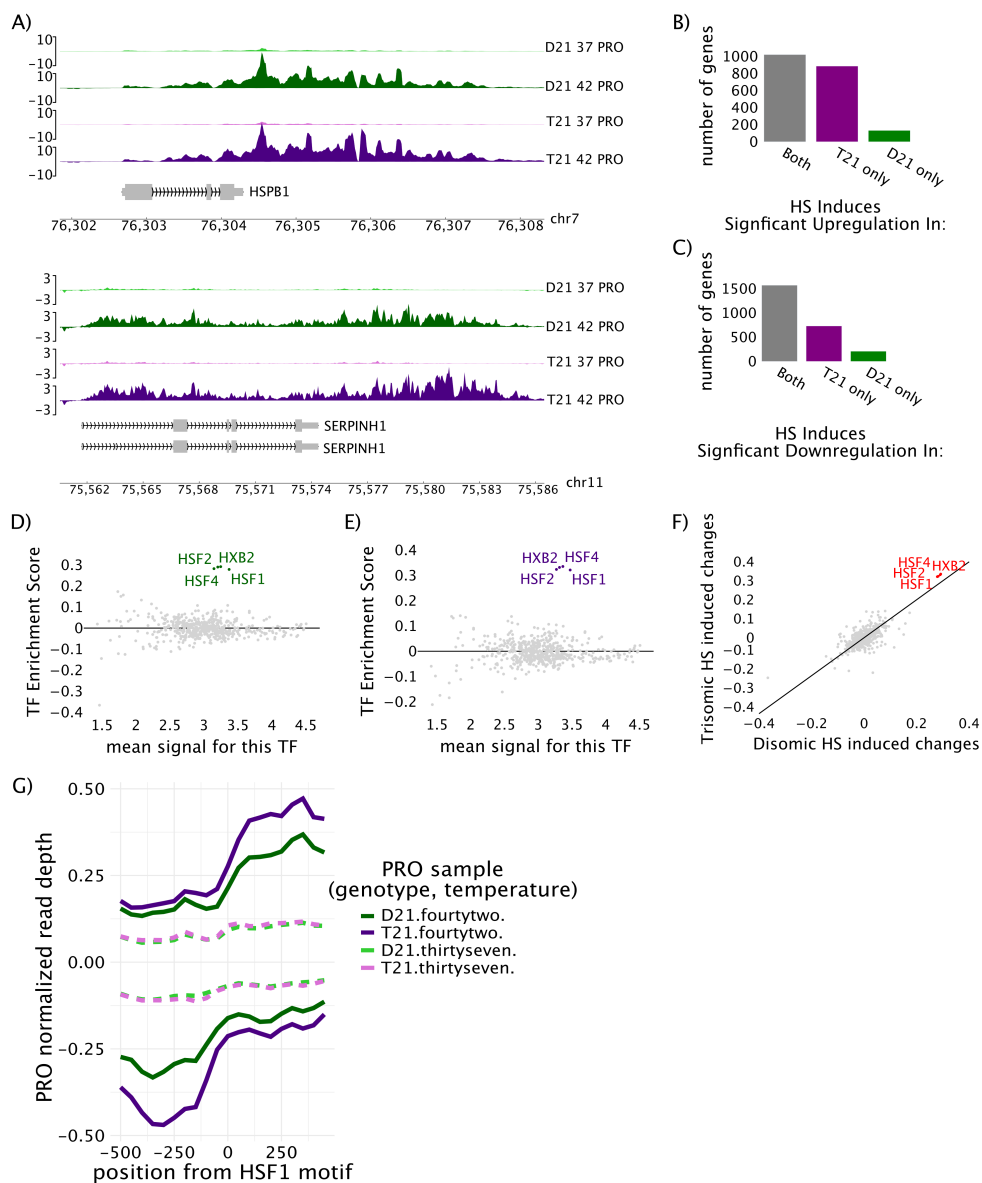 A)
10
−10
D21 37 PRO
10
−10
D21 42 PRO
10
−10
T21 37 PRO
10
−10
T21 42 PRO
HSPB1
76,302 76,303 76,304 76,305 76,306 76,307 76,308
chr7
3
−3
D21 37 PRO
3
−3
D21 42 PRO
3
−3
T21 37 PRO
3
−3
T21 42 PRO
SERPINH1
SERPINH1
75,562 75,565 75,568 75,571 75,574 75,577 75,580 75,583 75,586
chr11
B)
number of genes
1000
800
600
400
200
0
Both
T21 only
D21 only
HS Induces
Signficant Upregulation In:
C)
number of genes
1500
1000
500
0
Both
T21 only
D21 only
HS Induces
Signficant Downregulation In:
D)
TF Enrichment Score
0.3
0.2
0.1
0
−0.1
−0.2
−0.3
−0.4
HSF2 HXB2
HSF4 HSF1
1.5 2 2.5 3 3.5 4 4.5
mean signal for this TF
E)
TF Enrichment Score
0.4
0.3
0.2
0.1
0
−0.1
−0.2
HXB2 HSF4
HSF2 HSF1
1.5 2 2.5 3 3.5 4 4.5
mean signal for this TF
F)
Trisomic HS induced changes
0.4
0.3
0.2
0.1
0
−0.1
−0.2
−0.3
−0.4
HSF4
HXB2
HSF2
HSF1
−0.4 −0.2 0 0.2 0.4
Disomic HS induced changes
G)
PRO normalized read depth
0.50
0.25
0.00
−0.25
−0.50
−500 −250 0 250
position from HSF1 motif
PRO sample
(genotype, temperature)
D21.fourtytwo.
T21.fourtytwo.
D21.thirtyseven.
T21.thirtyseven.